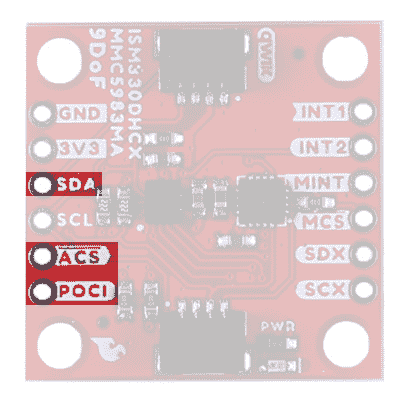 QWIIC
ISM330DHCX
MMC5983MA
9DoF
GND
3V3
SDA
SCL
ACS
POCI
INT1
INT2
MINT
MCS
SDX
SCX
PWR